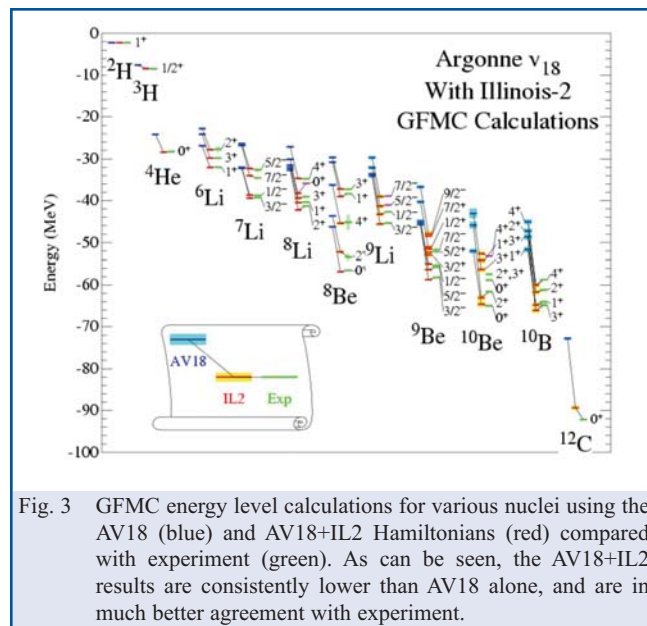 0
-10
-20
-30
-40
-50
-60
-70
-80
-90
-100
Energy (MeV)
Argonne ν₁₈
With Illinois-2
GFMC Calculations
1⁺
²H
1/2⁺
³H
0⁺
⁴He
2⁺
3⁺
1⁺
⁶Li
5/2⁻
7/2⁻
1/2⁻
3/2⁻
⁷Li
4⁺
0⁺
3⁺
1⁺
2⁺
⁸Li
3⁺
1⁺
4⁺
2⁺
0⁺
⁸Be
7/2⁻
5/2⁻
1/2⁻
3/2⁻
⁹Li
9/2⁻
7/2⁺
1/2⁺
7/2⁻
5/2⁺
3/2⁺
1/2⁻
5/2⁻
3/2⁻
⁹Be
4⁺
3⁺1⁺
2⁺,3⁺
0⁺
2⁺
0⁺
¹⁰Be
4⁺
2⁺
3⁺
1⁺
4⁺
2⁺
1⁺
3⁺
¹⁰B
0⁺
¹²C
AV18
IL2
Exp
Fig. 3 GFMC energy level calculations for various nuclei using the
AV18 (blue) and AV18+IL2 Hamiltonians (red) compared
with experiment (green). As can be seen, the AV18+IL2
results are consistently lower than AV18 alone, and are in
much better agreement with experiment.